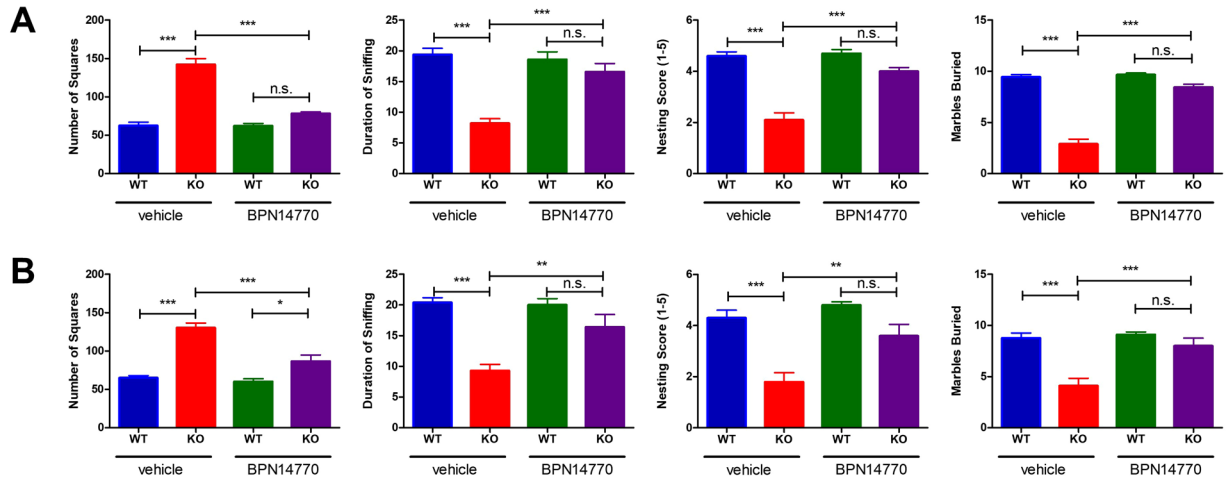 A
Number of Squares
200
150
100
50
0
***
***
n.s.
WT KO WT KO
vehicle BPN14770
Duration of Sniffing
25
20
15
10
5
0
***
***
n.s.
WT KO WT KO
vehicle BPN14770
Nesting Score (1-5)
6
4
2
0
***
***
n.s.
WT KO WT KO
vehicle BPN14770
Marbles Buried
15
10
5
0
***
***
n.s.
WT KO WT KO
vehicle BPN14770
B
Number of Squares
200
150
100
50
0
***
***
*
WT KO WT KO
vehicle BPN14770
Duration of Sniffing
25
20
15
10
5
0
**
***
n.s.
WT KO WT KO
vehicle BPN14770
Nesting Score (1-5)
6
4
2
0
**
***
n.s.
WT KO WT KO
vehicle BPN14770
Marbles Buried
15
10
5
0
***
***
n.s.
WT KO WT KO
vehicle BPN14770